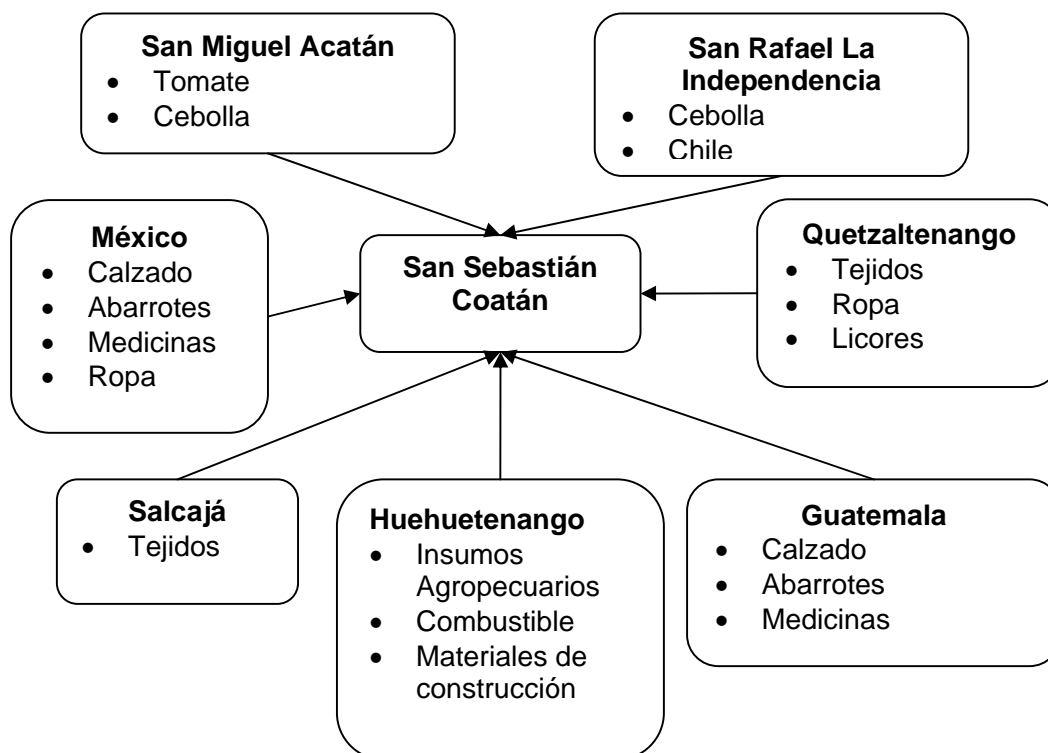 San Miguel Acatán
• Tomate
• Cebolla
San Rafael La
Independencia
• Cebolla
• Chile
México
• Calzado
• Abarrotes
• Medicinas
• Ropa
San Sebastián
Coatán
Quetzaltenango
• Tejidos
• Ropa
• Licores
Salcajá
• Tejidos
Huehuetenango
• Insumos
Agropecuarios
• Combustible
• Materiales de
construcción
Guatemala
• Calzado
• Abarrotes
• Medicinas